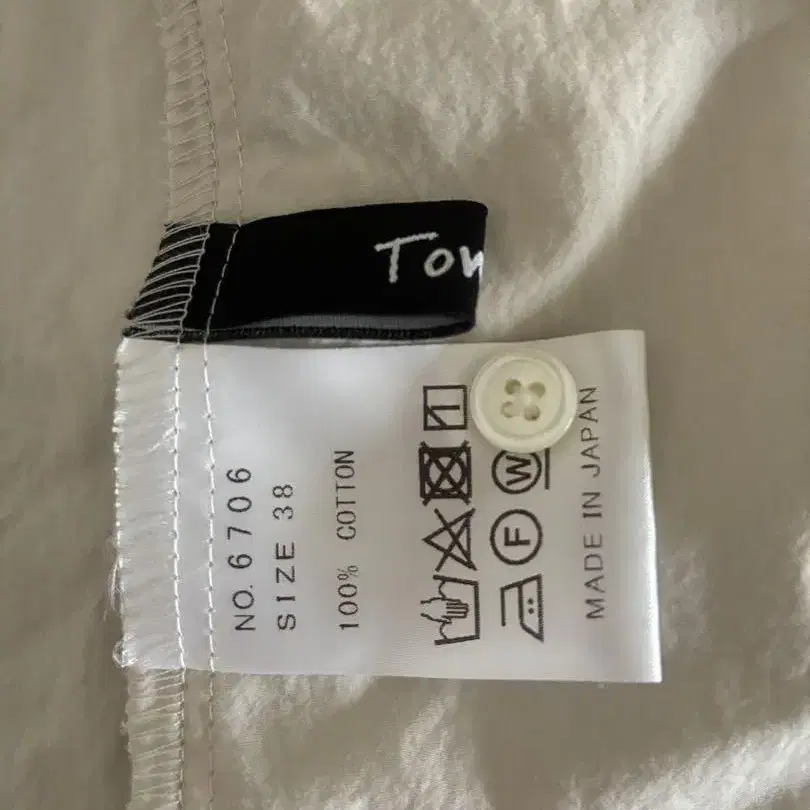 Tow
NO. 6706
SIZE 38
100% COTTON
W
F
MADE IN JAPAN